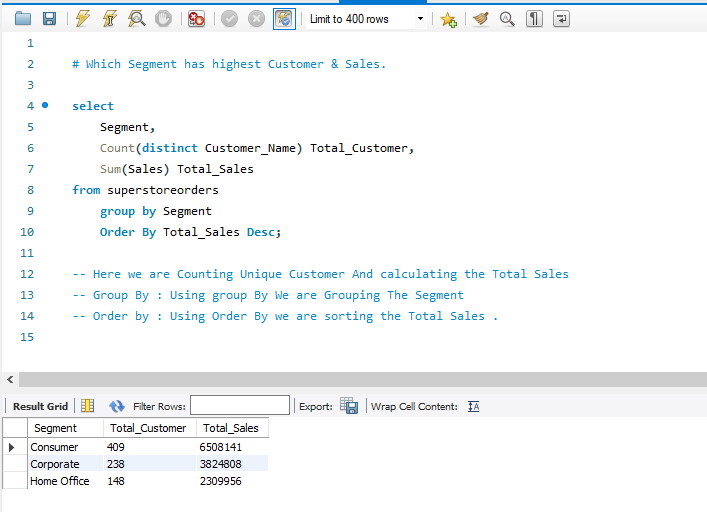 Limit to 400 rows
1
2 # Which Segment has highest Customer & Sales.
3
4 select
5 Segment,
6 Count(distinct Customer_Name) Total_Customer,
7 Sum(Sales) Total_Sales
8 from superstoreorders
9 group by Segment
10 Order By Total_Sales Desc;
11
12 -- Here we are Counting Unique Customer And calculating the Total Sales
13 -- Group By : Using group By We are Grouping The Segment
14 -- Order by : Using Order By we are sorting the Total Sales .
15
Result Grid Filter Rows: Export: Wrap Cell Content:
Segment Total_Customer Total_Sales
Consumer 409 6508141
Corporate 238 3824808
Home Office 148 2309956